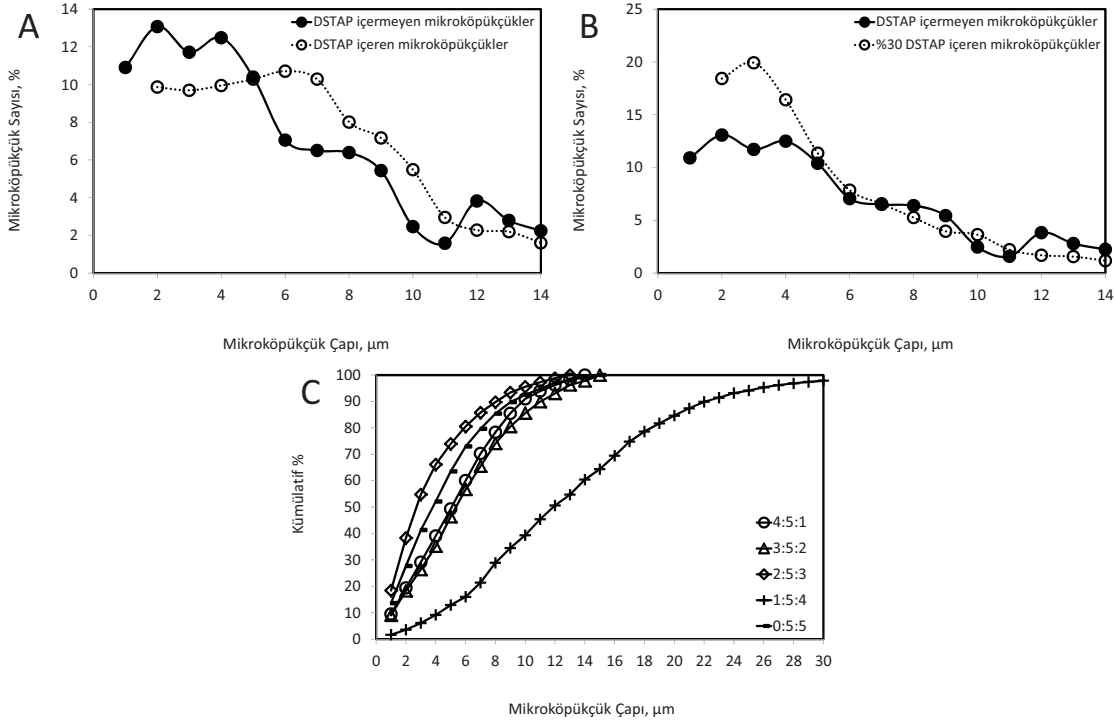 A
DSTAP içermeyen mikroköpükçükler
DSTAP içeren mikroköpükçükler
Mikroköpükçük Sayısı, %
14
12
10
8
6
4
2
0
0 2 4 6 8 10 12 14
Mikroköpükçük Çapı, µm
B
DSTAP içermeyen mikroköpükçükler
%30 DSTAP içeren mikroköpükçükler
Mikroköpükçük Sayısı, %
25
20
15
10
5
0
0 2 4 6 8 10 12 14
Mikroköpükçük Çapı, µm
C
Kümülatif %
100
90
80
70
60
50
40
30
20
10
0
0 2 4 6 8 10 12 14 16 18 20 22 24 26 28 30
4:5:1
3:5:2
2:5:3
1:5:4
0:5:5
Mikroköpükçük Çapı, µm